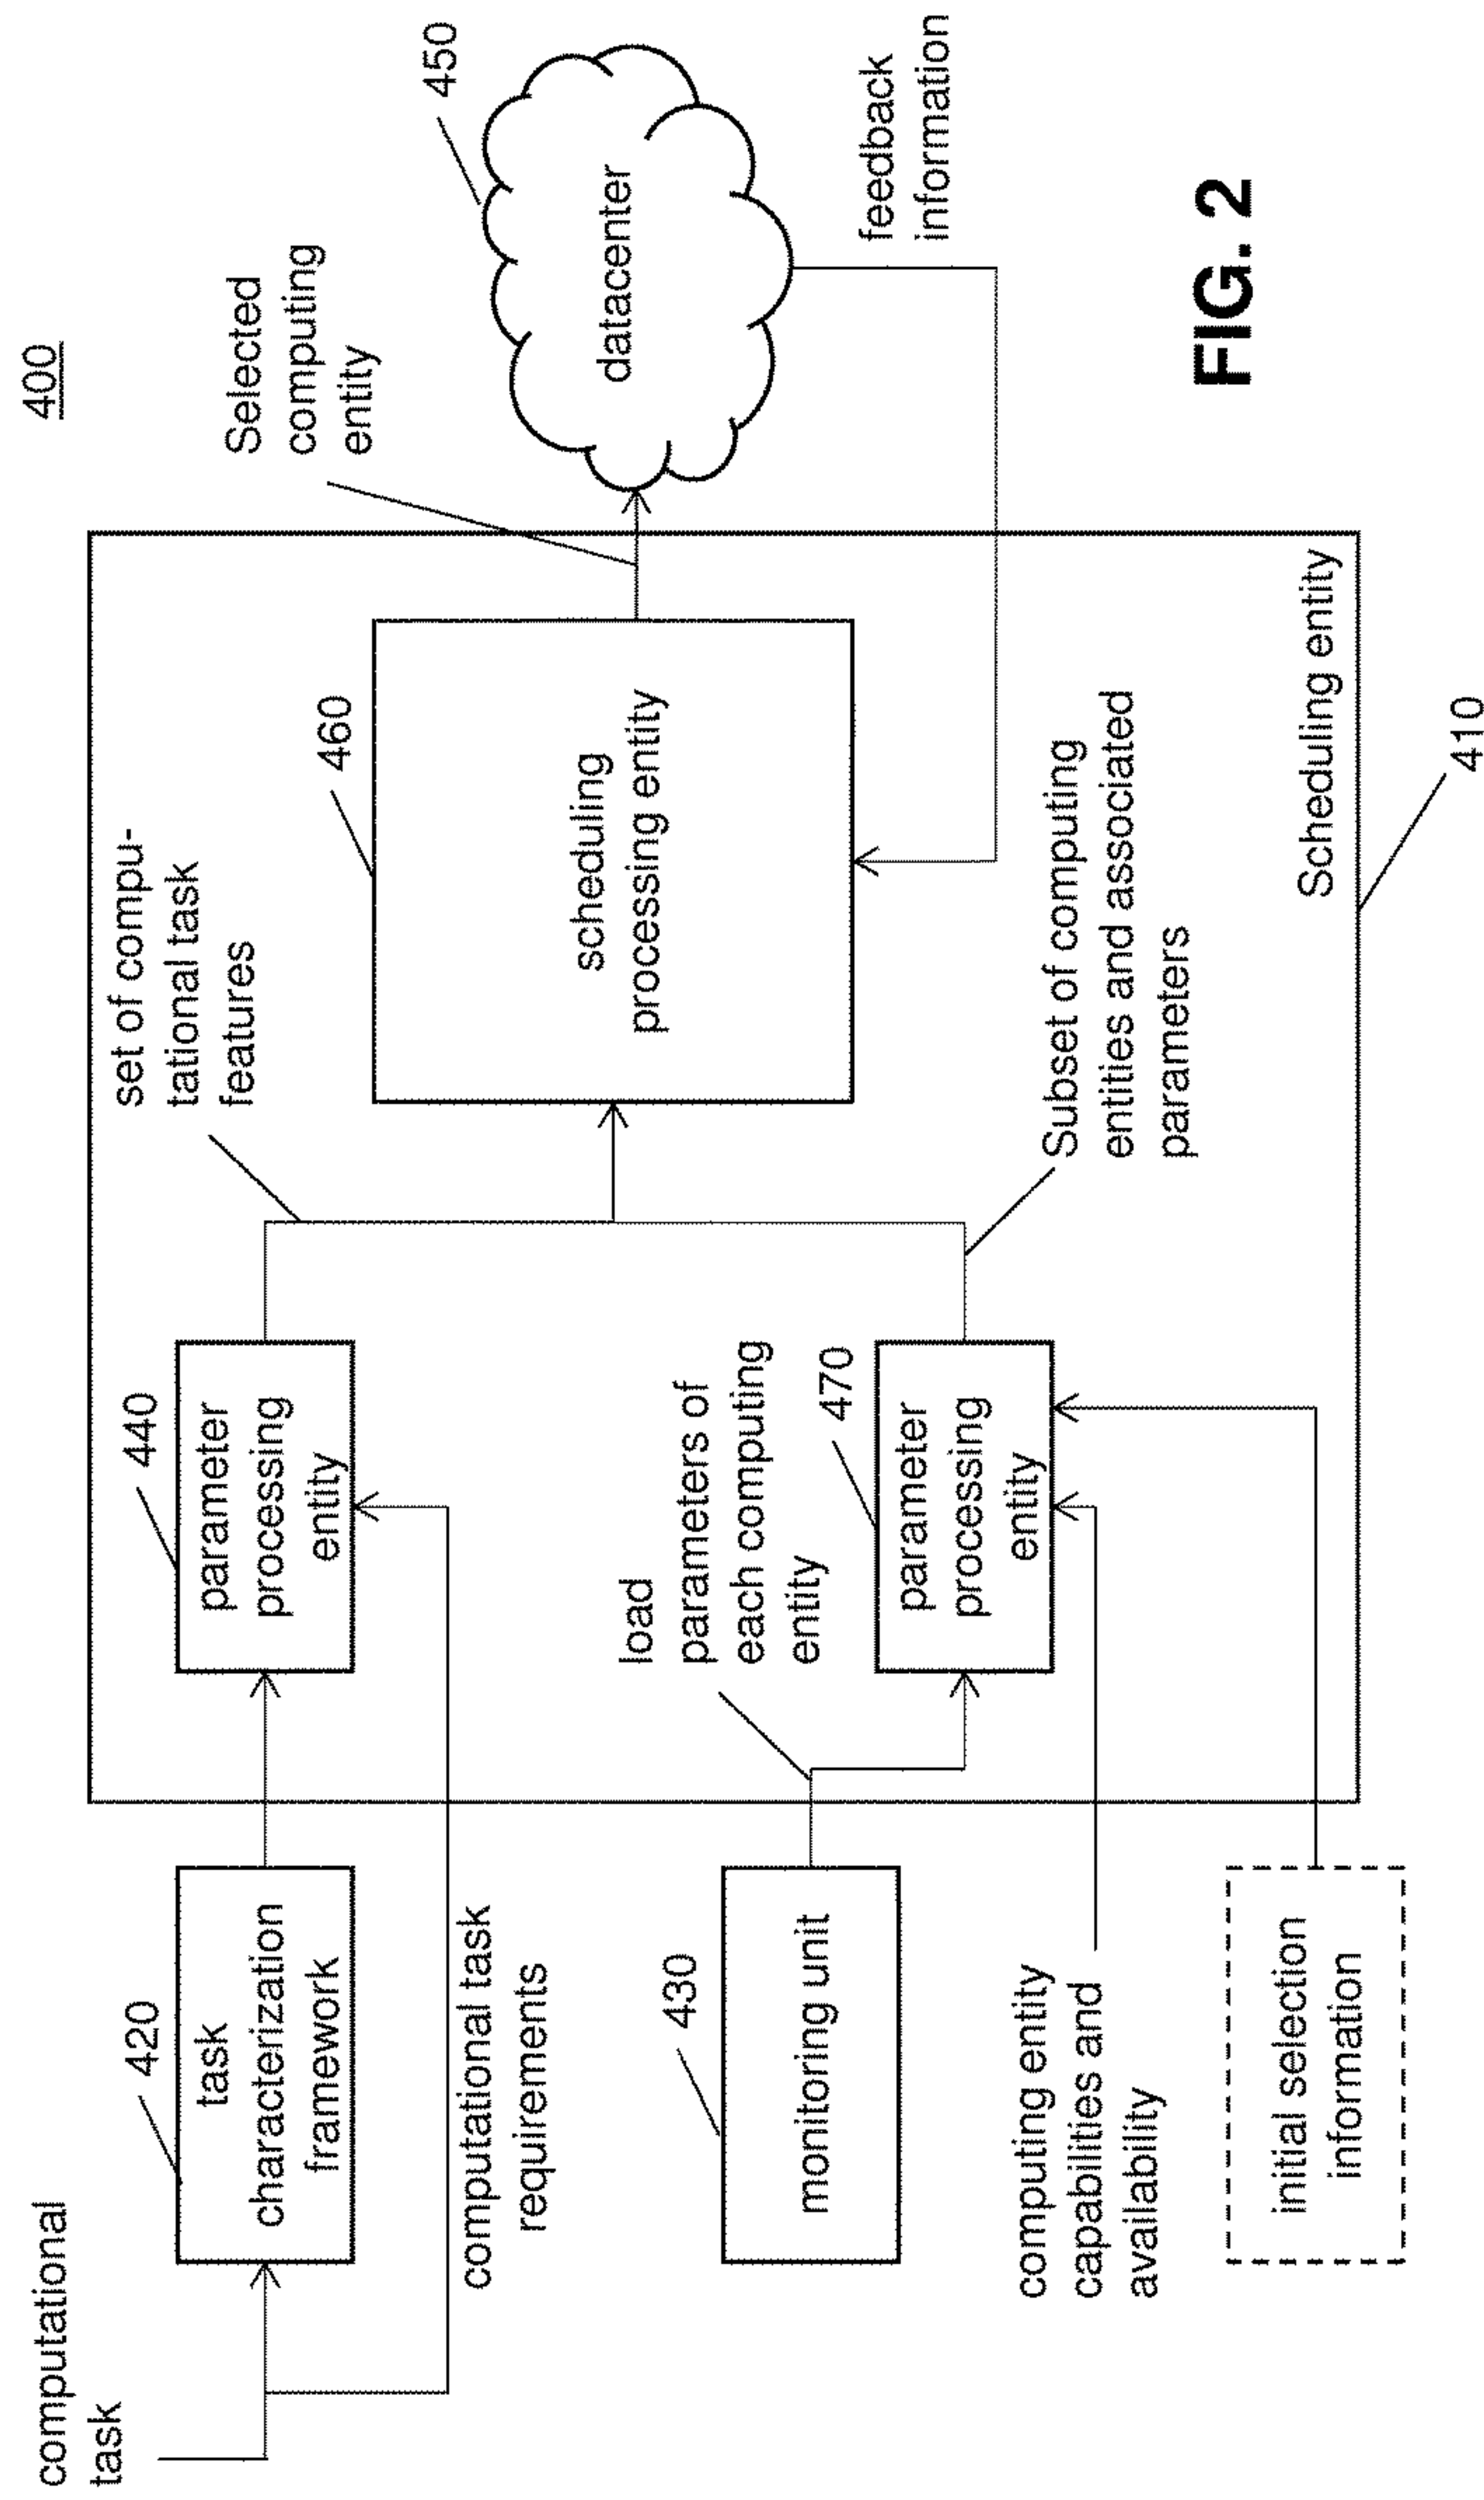 400
computational
task
420
task
characterization
framework
computational task
requirements
430
monitoring unit
computing entity
capabilities and
availability
initial selection
information
440
parameter
processing
entity
load
parameters of
each computing
entity
470
parameter
processing
entity
set of compu-
tational task
features
460
scheduling
processing entity
Subset of computing
entities and associated
parameters
Scheduling entity
410
Selected
computing
entity
450
datacenter
feedback
information
FIG. 2